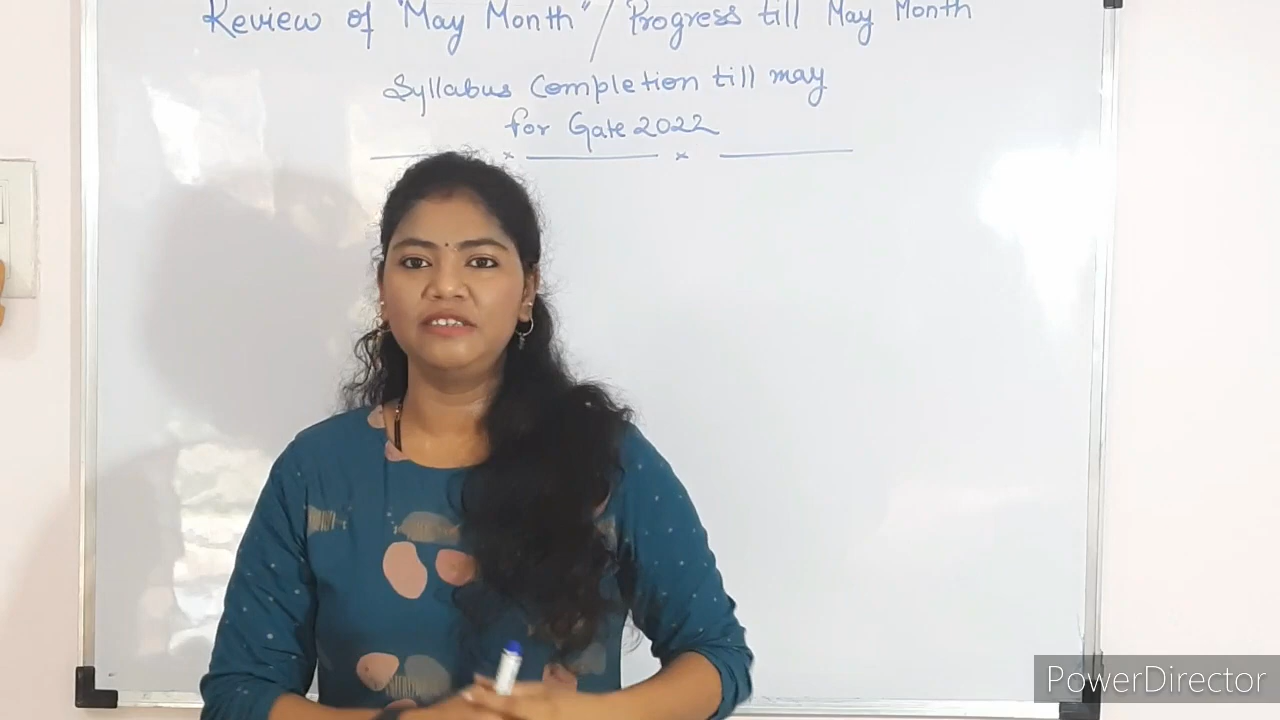 Review of "May Month" / Progress till May Month
Syllabus Completion till may
for Gate 2022
PowerDirector